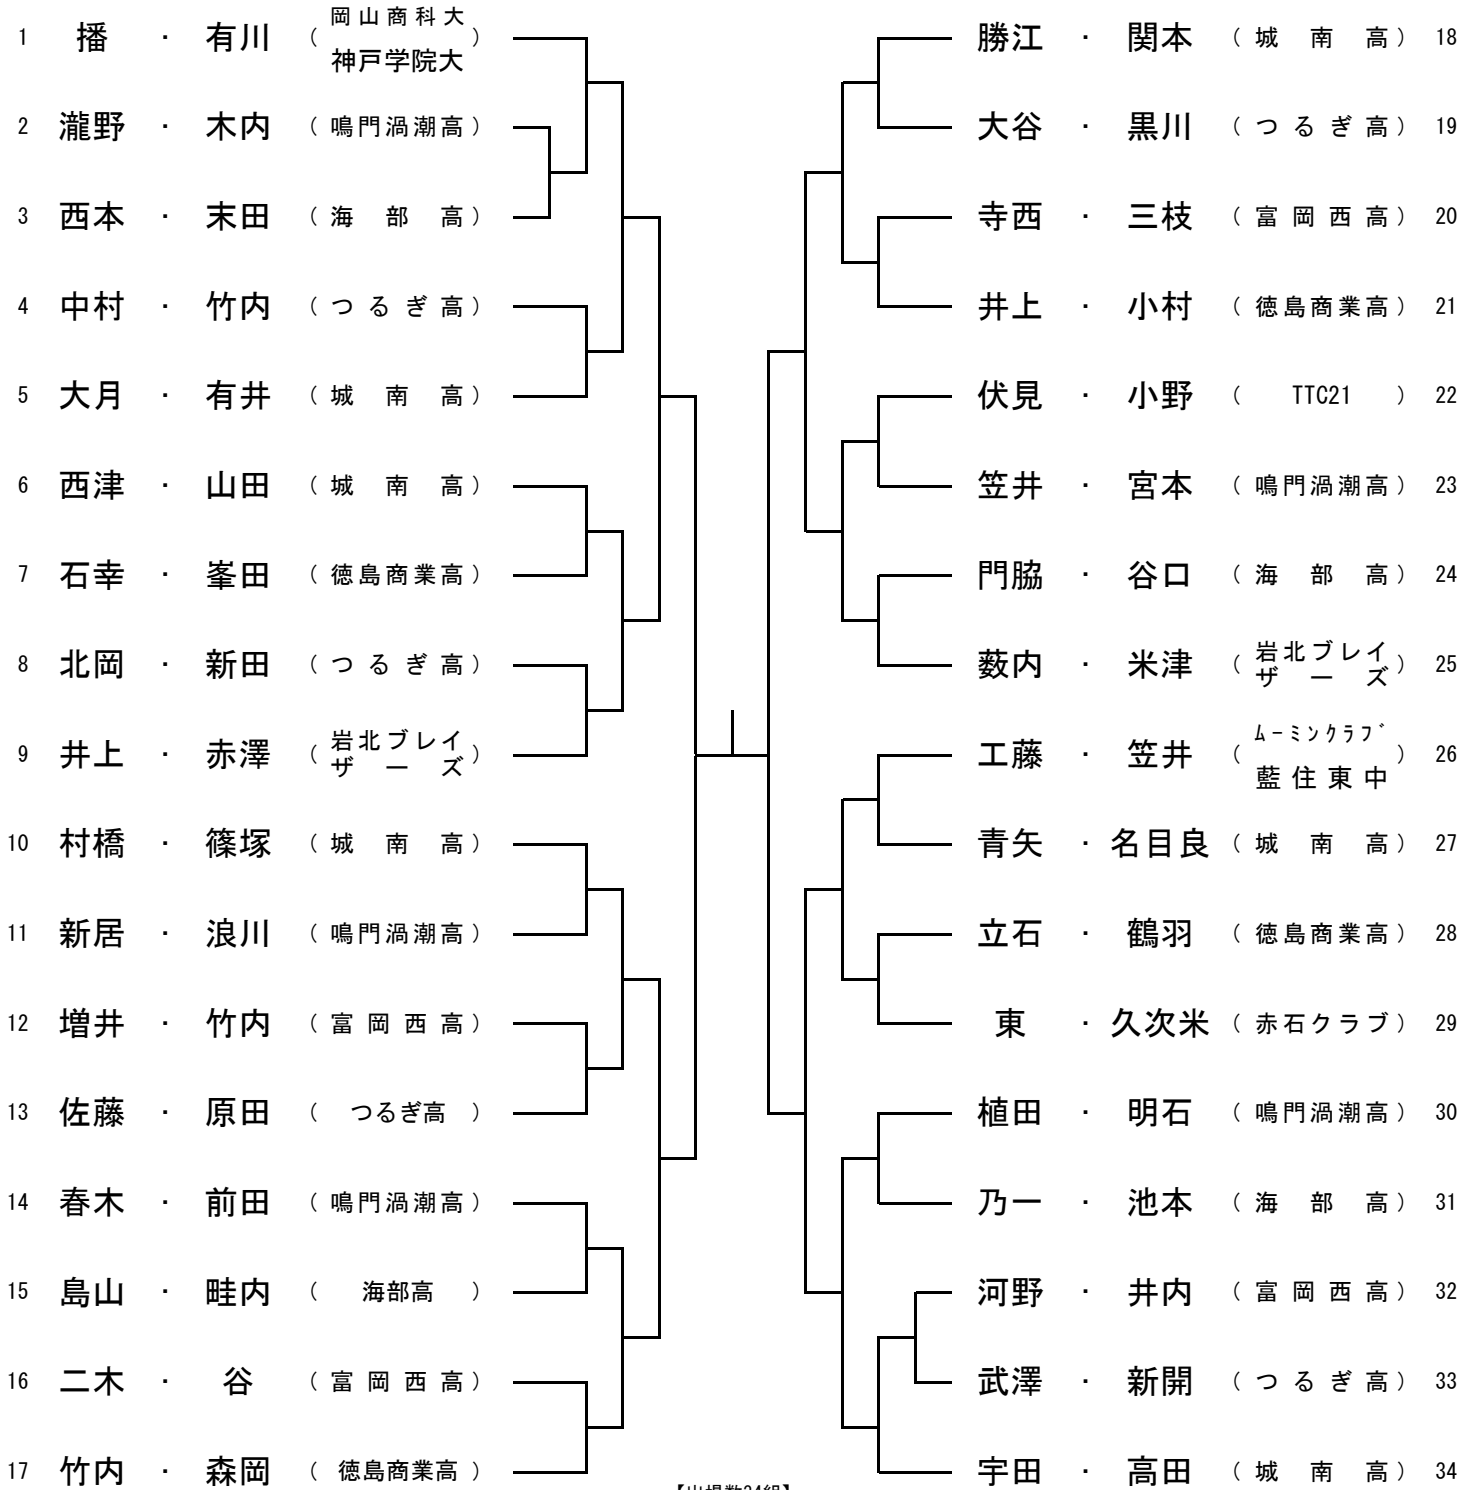 1 播 ・ 有川 (岡山商科大 神戸学院大)
2 瀧野 ・ 木内 (鳴門渦潮高)
3 西本 ・ 末田 (海部高)
4 中村 ・ 竹内 (つるぎ高)
5 大月 ・ 有井 (城南高)
6 西津 ・ 山田 (城南高)
7 石幸 ・ 峯田 (徳島商業高)
8 北岡 ・ 新田 (つるぎ高)
9 井上 ・ 赤澤 (岩北ブレイザーズ)
10 村橋 ・ 篠塚 (城南高)
11 新居 ・ 浪川 (鳴門渦潮高)
12 増井 ・ 竹内 (富岡西高)
13 佐藤 ・ 原田 (つるぎ高)
14 春木 ・ 前田 (鳴門渦潮高)
15 島山 ・ 畦内 (海部高)
16 二木 ・ 谷 (富岡西高)
17 竹内 ・ 森岡 (徳島商業高)
勝江 ・ 関本 (城南高) 18
大谷 ・ 黒川 (つるぎ高) 19
寺西 ・ 三枝 (富岡西高) 20
井上 ・ 小村 (徳島商業高) 21
伏見 ・ 小野 (TTC21) 22
笠井 ・ 宮本 (鳴門渦潮高) 23
門脇 ・ 谷口 (海部高) 24
薮内 ・ 米津 (岩北ブレイザーズ) 25
工藤 ・ 笠井 (ムーミンクラブ 藍住東中) 26
青矢 ・ 名目良 (城南高) 27
立石 ・ 鶴羽 (徳島商業高) 28
東 ・ 久次米 (赤石クラブ) 29
植田 ・ 明石 (鳴門渦潮高) 30
乃一 ・ 池本 (海部高) 31
河野 ・ 井内 (富岡西高) 32
武澤 ・ 新開 (つるぎ高) 33
宇田 ・ 高田 (城南高) 34